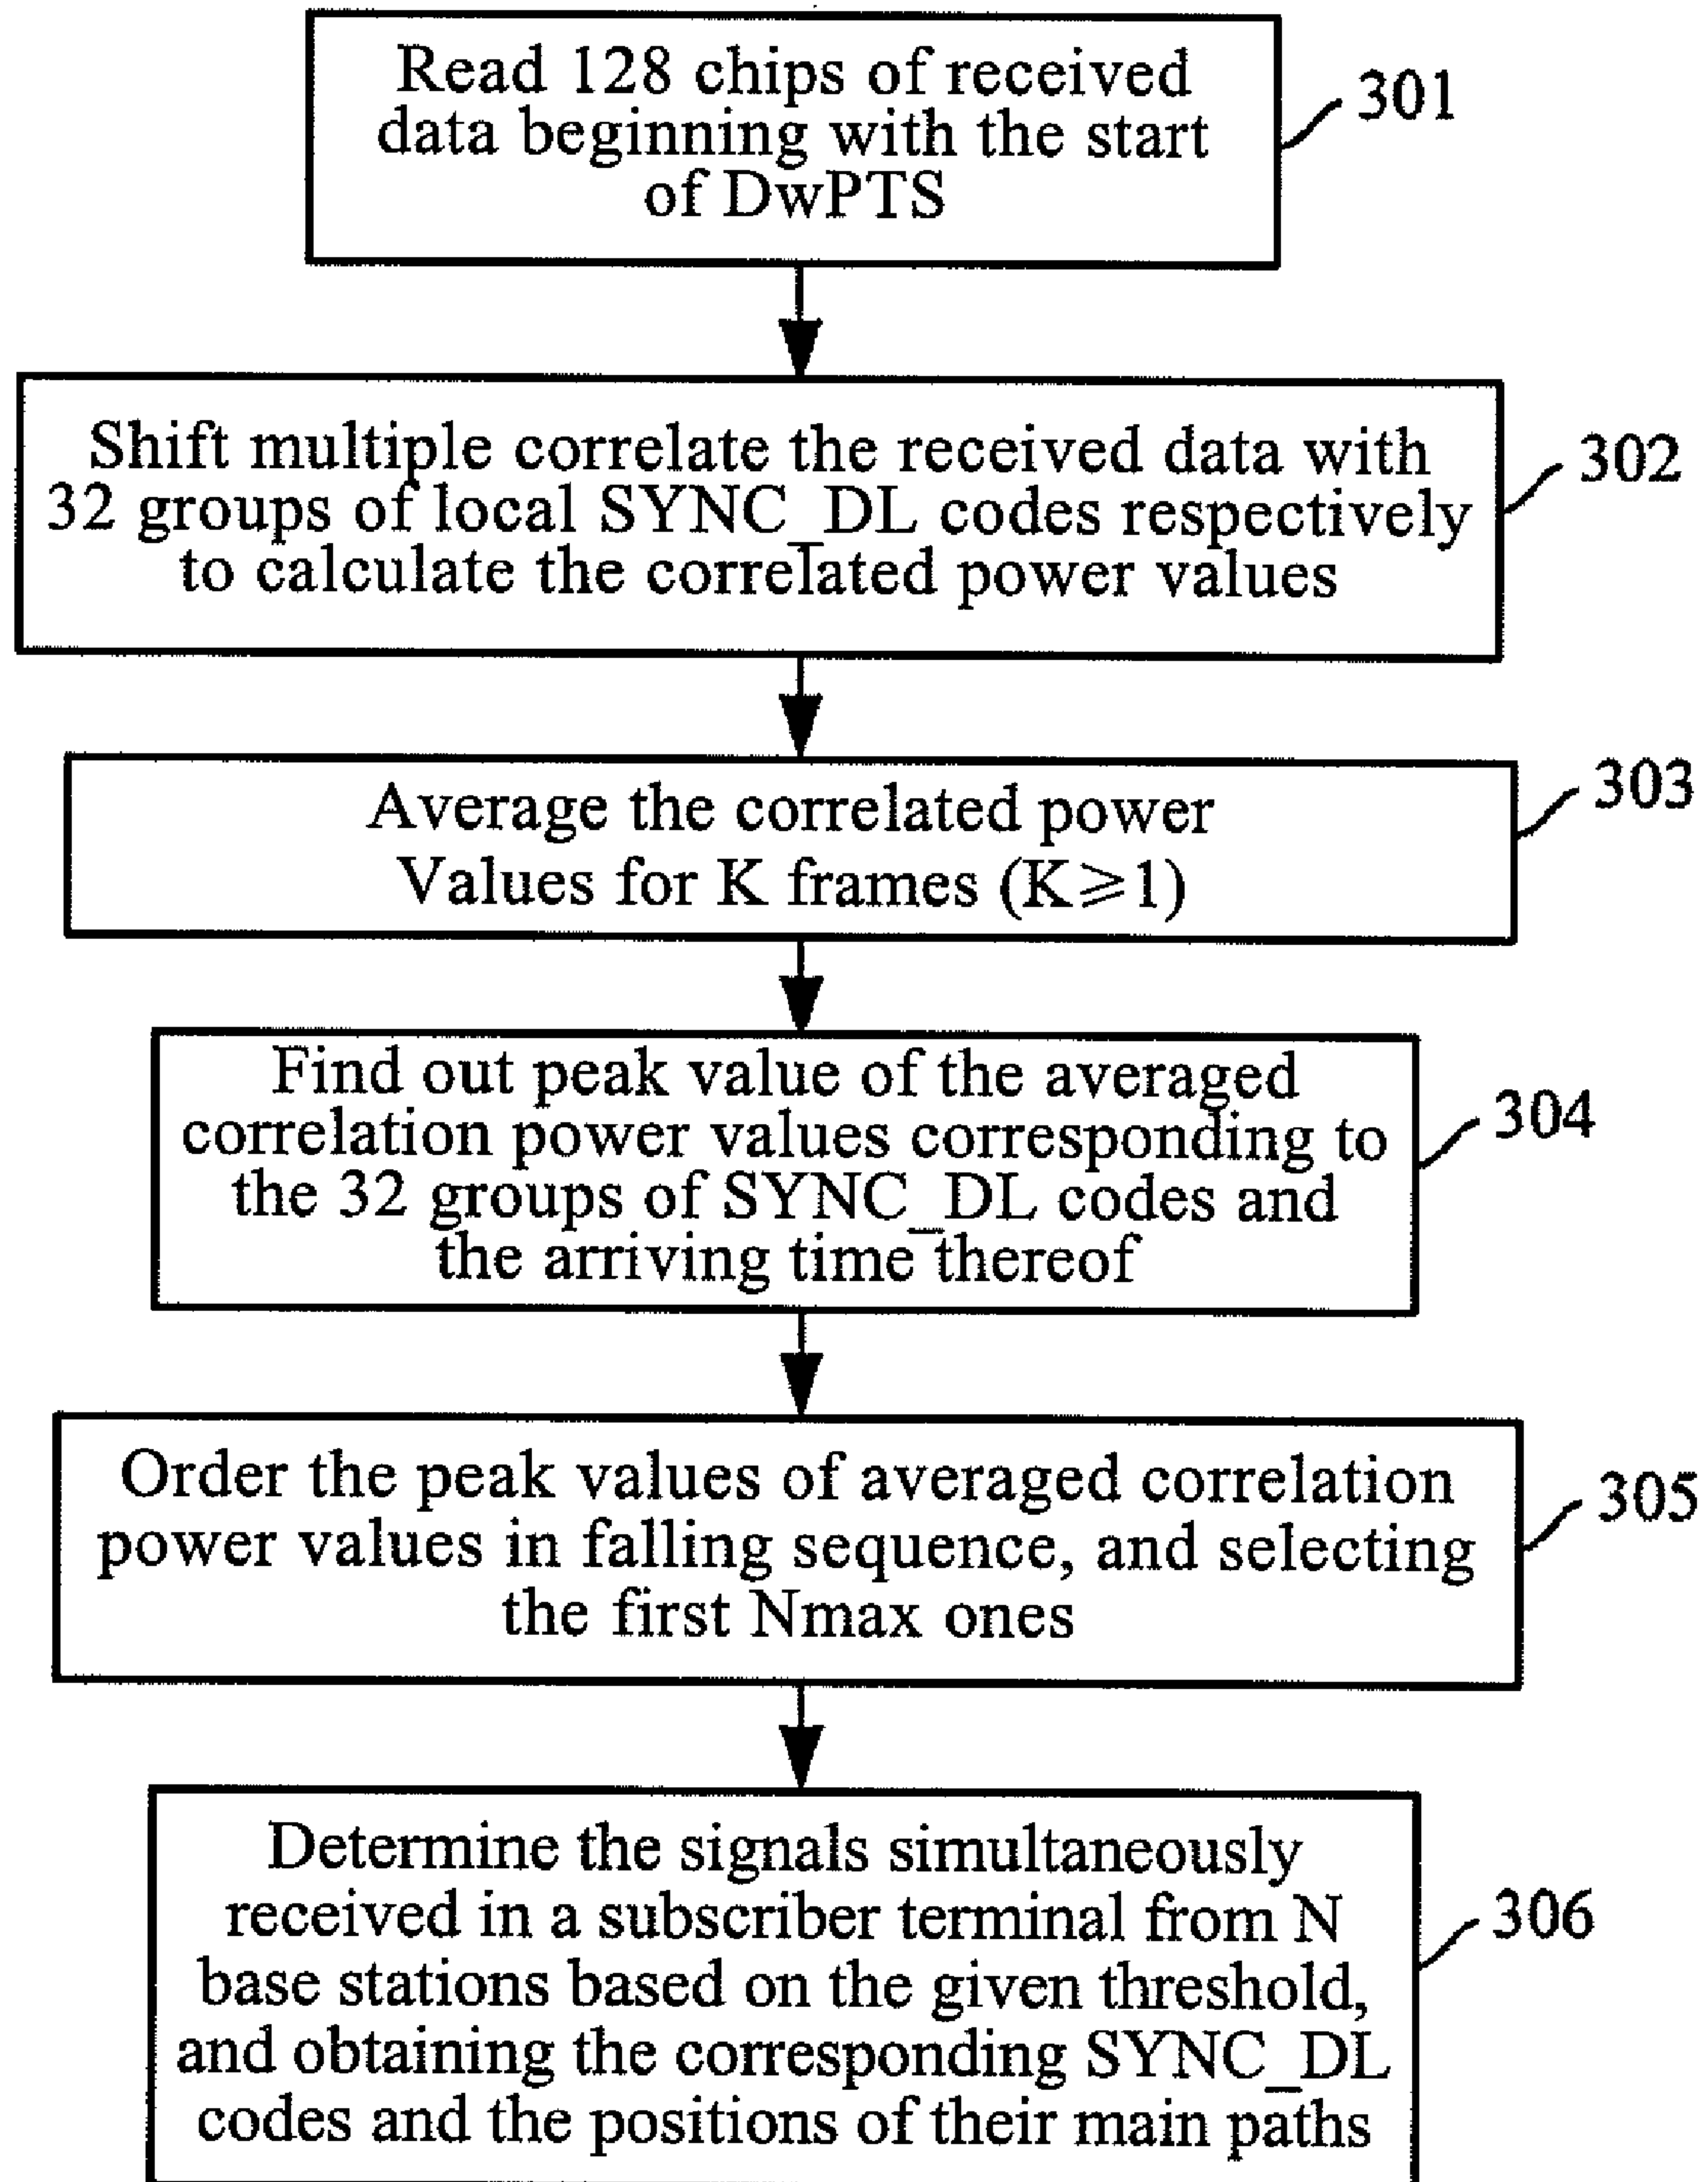 Read 128 chips of received
data beginning with the start
of DwPTS
301
Shift multiple correlate the received data with
32 groups of local SYNC_DL codes respectively
to calculate the correlated power values
302
Average the correlated power
Values for K frames (K⩾1)
303
Find out peak value of the averaged
correlation power values corresponding to
the 32 groups of SYNC_DL codes and
the arriving time thereof
304
Order the peak values of averaged correlation
power values in falling sequence, and selecting
the first Nmax ones
305
Determine the signals simultaneously
received in a subscriber terminal from N
base stations based on the given threshold,
and obtaining the corresponding SYNC_DL
codes and the positions of their main paths
306